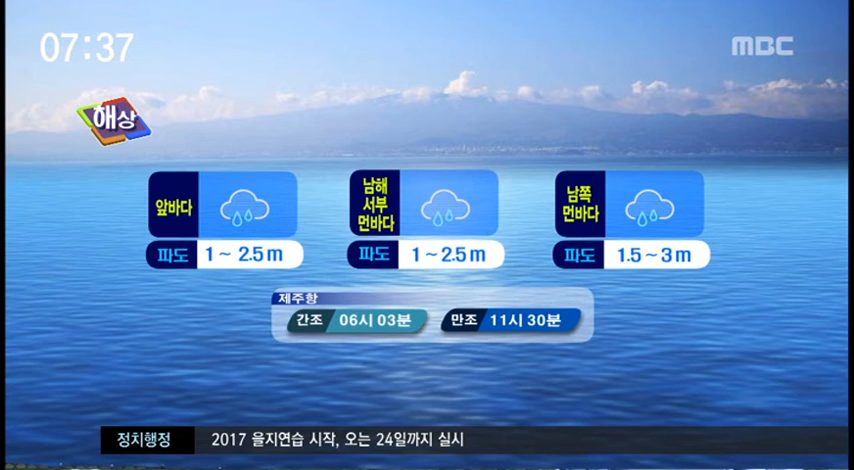 07:37
MBC
해상
앞바다
파도 1 ~ 2.5 m
남해
서부
먼바다
파도 1 ~ 2.5 m
남쪽
먼바다
파도 1.5 ~ 3 m
제주항
간조 06시 03분
만조 11시 30분
정치행정 2017 을지연습 시작, 오는 24일까지 실시